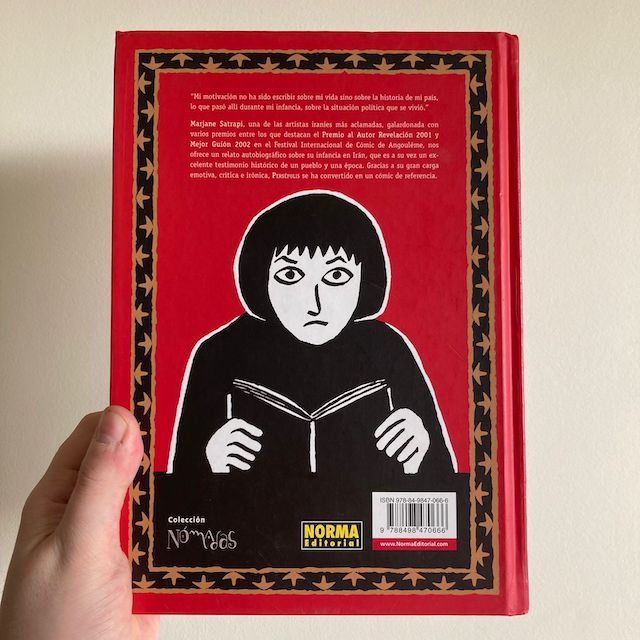 “Mi motivación no ha sido escribir sobre mi vida sino sobre la historia de mi país,
lo que pasó allí durante mi infancia, sobre la situación política que se vivió.”
Marjane Satrapi, una de las artistas iraníes más aclamadas, galardonada con
varios premios entre los que destacan el Premio al Autor Revelación 2001 y
Mejor Guión 2002 en el Festival Internacional de Cómic de Angoulême, nos
ofrece un relato autobiográfico sobre su infancia en Irán, que es a su vez un ex-
celente testimonio histórico de un pueblo y una época. Gracias a su gran carga
emotiva, crítica e irónica, PERSÉPOLIS se ha convertido en un cómic de referencia.
Colección
Nómadas
NORMA
Editorial
ISBN 978-84-9847-066-6
9 788498 470666
www.NormaEditorial.com